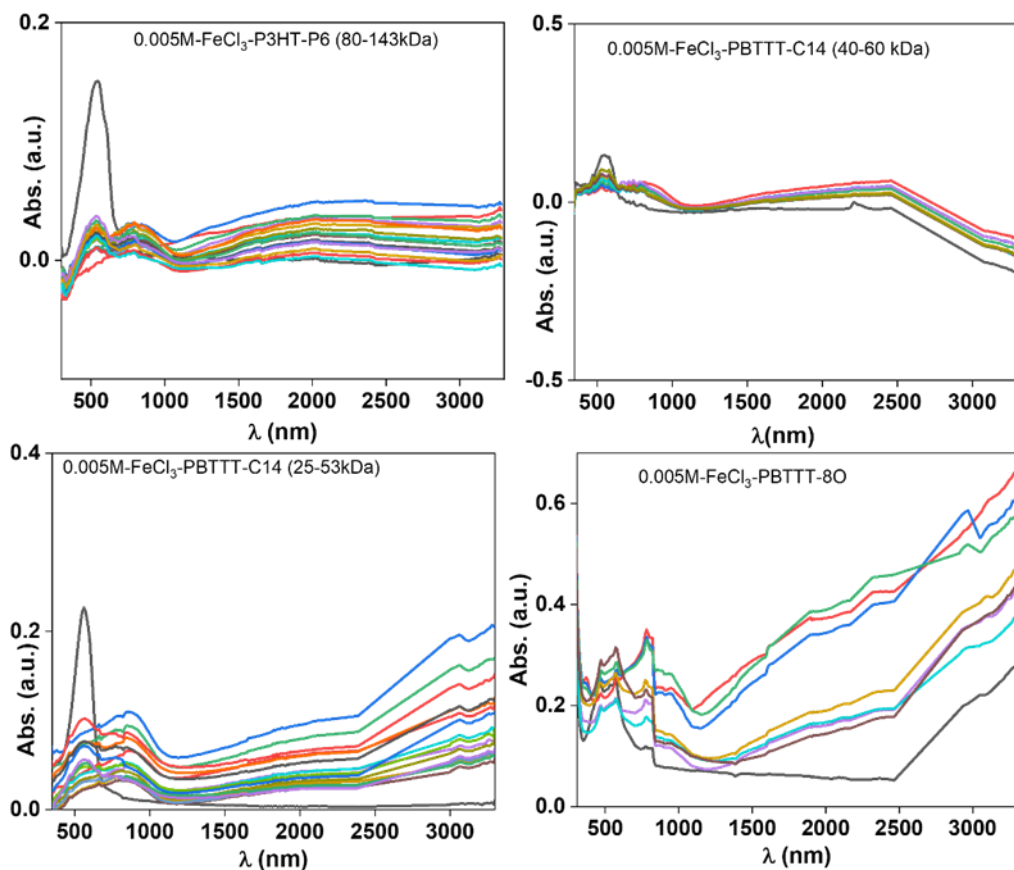 0.2
0.005M-FeCl₃-P3HT-P6 (80-143kDa)
Abs. (a.u.)
0.0
500 1000 1500 2000 2500 3000
λ (nm)
0.5
0.005M-FeCl₃-PBTTT-C14 (40-60 kDa)
Abs. (a.u.)
0.0
-0.5
500 1000 1500 2000 2500 3000
λ(nm)
0.4
0.005M-FeCl₃-PBTTT-C14 (25-53kDa)
Abs. (a.u.)
0.2
0.0
500 1000 1500 2000 2500 3000
λ (nm)
0.005M-FeCl₃-PBTTT-8O
0.6
Abs. (a.u.)
0.4
0.2
0.0
500 1000 1500 2000 2500 3000
λ (nm)